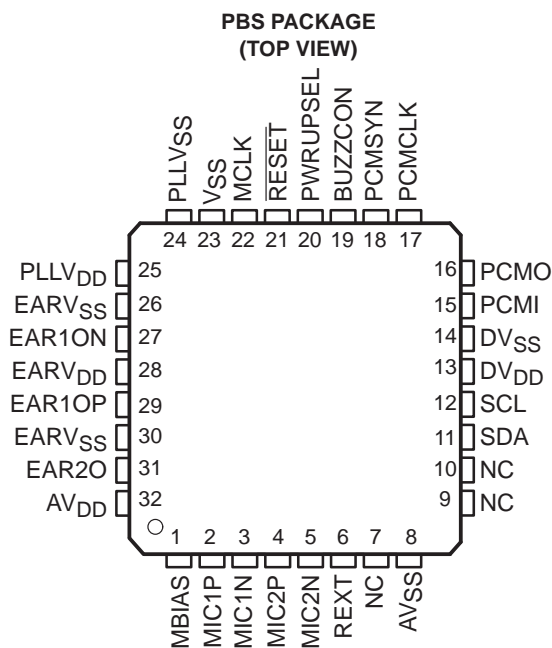 PBS PACKAGE
(TOP VIEW)
PLLVSS
VSS
MCLK
RESET
PWRUPSEL
BUZZCON
PCMSYN
PCMCLK
24 23 22 21 20 19 18 17
PLLVDD 25 16 PCMO
EARVSS 26 15 PCMI
EAR1ON 27 14 DVSS
EARVDD 28 13 DVDD
EAR1OP 29 12 SCL
EARVSS 30 11 SDA
EAR2O 31 10 NC
AVDD 32 9 NC
1 2 3 4 5 6 7 8
MBIAS
MIC1P
MIC1N
MIC2P
MIC2N
REXT
NC
AVSS